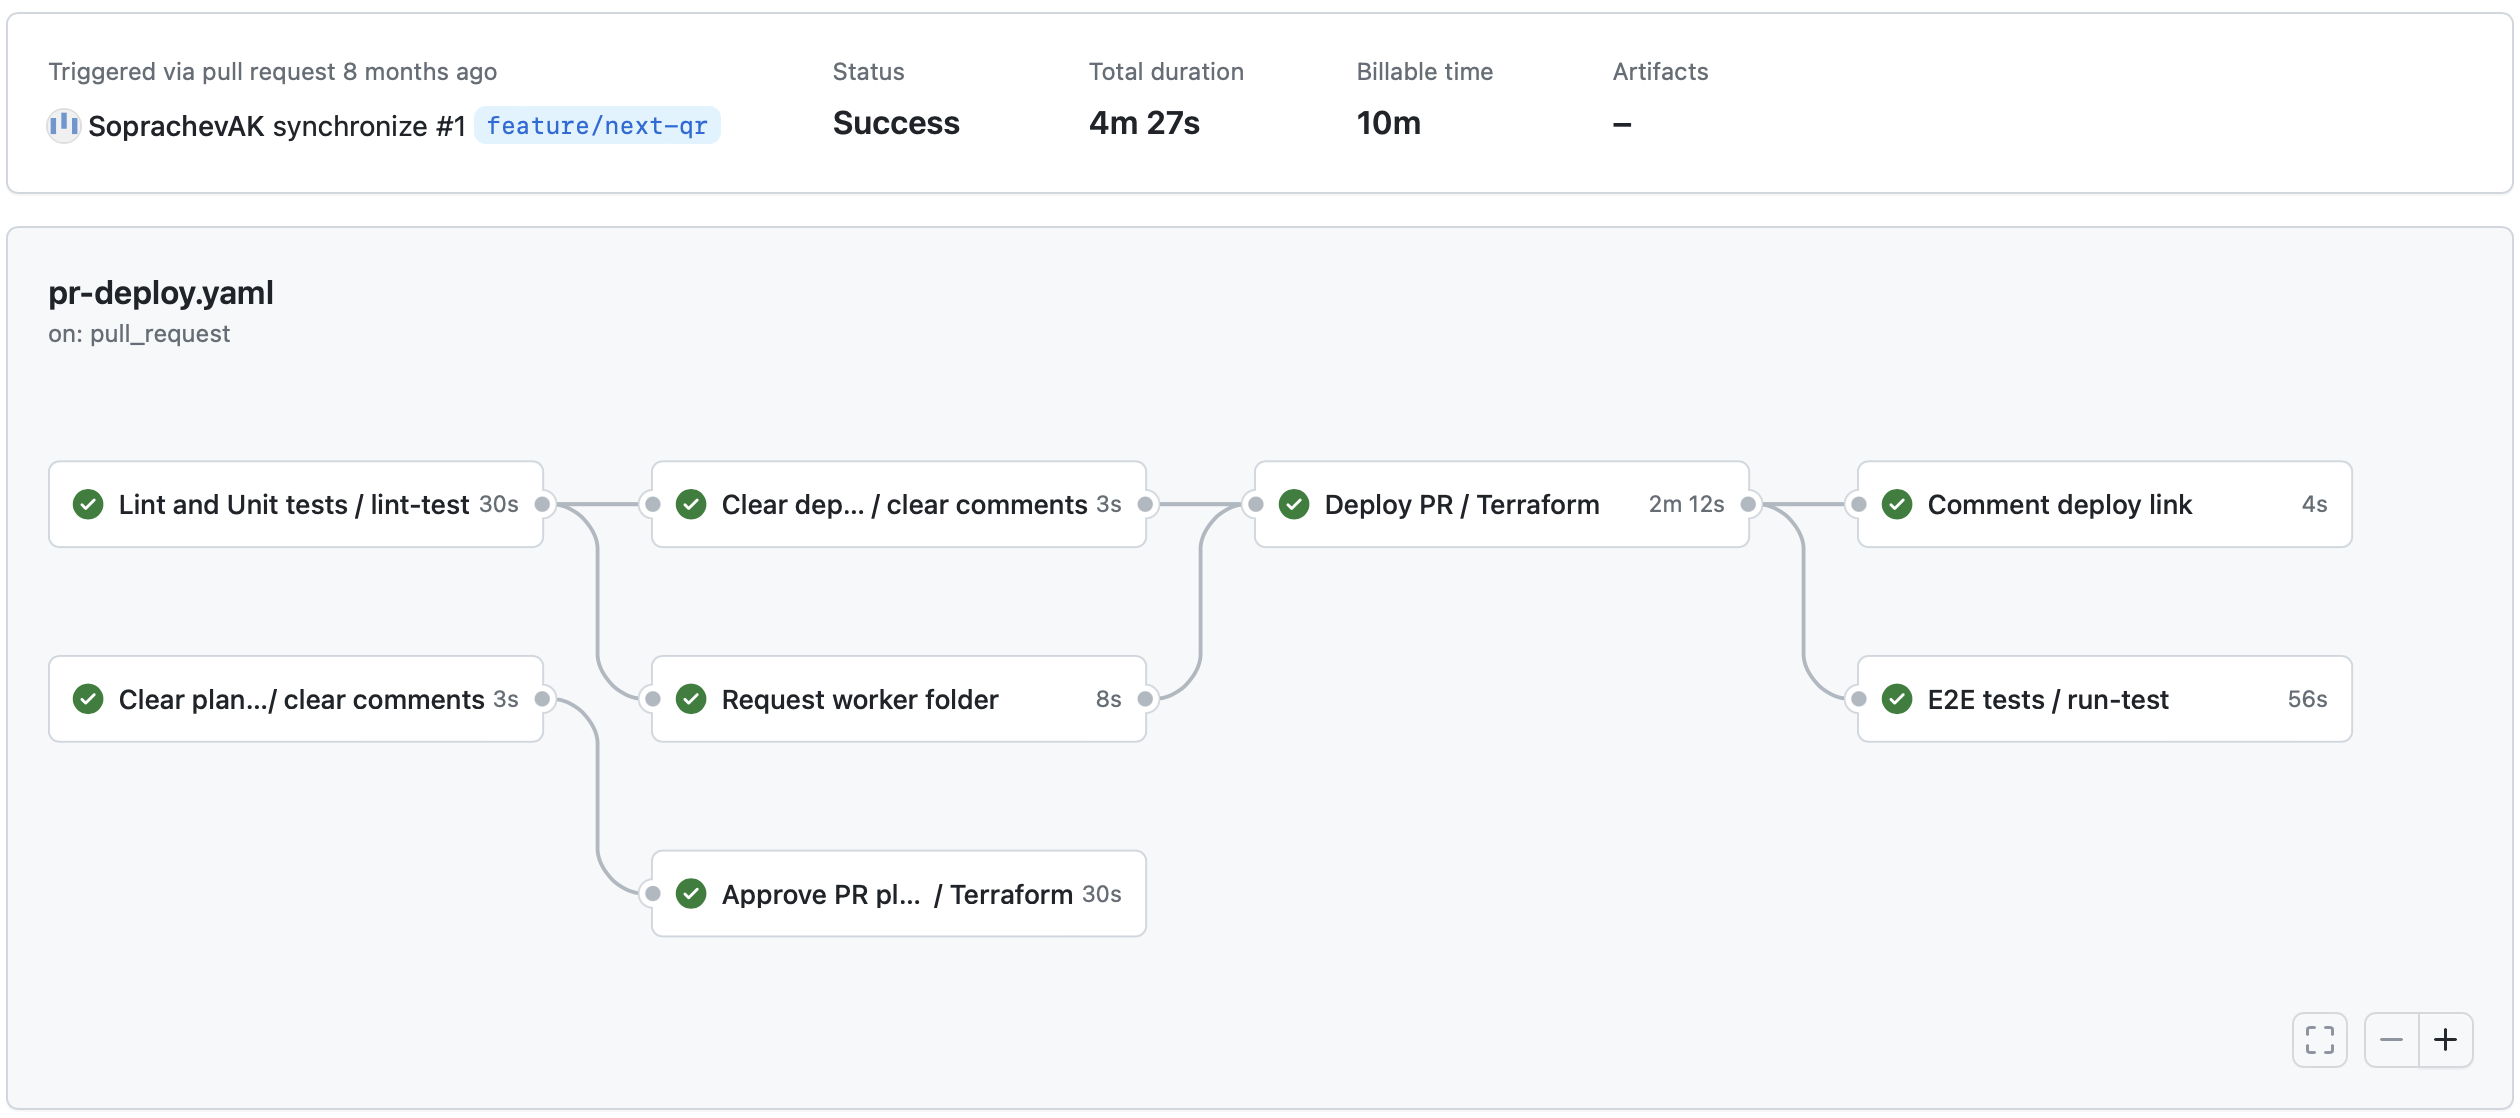 Triggered via pull request 8 months ago
SoprachevAK synchronize #1 feature/next-qr
Status
Success
Total duration
4m 27s
Billable time
10m
Artifacts
–
pr-deploy.yaml
on: pull_request
Lint and Unit tests / lint-test 30s
Clear dep... / clear comments 3s
Deploy PR / Terraform 2m 12s
Comment deploy link 4s
Clear plan.../ clear comments 3s
Request worker folder 8s
E2E tests / run-test 56s
Approve PR pl... / Terraform 30s